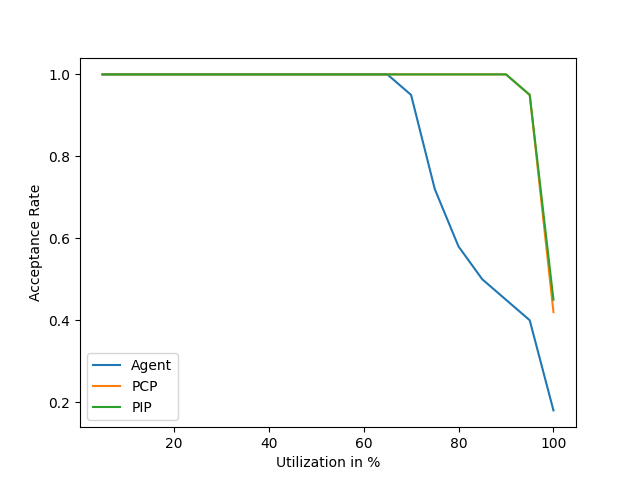 1.0
0.8
0.6
0.4
0.2
Acceptance Rate
Agent
PCP
PIP
20 40 60 80 100
Utilization in %